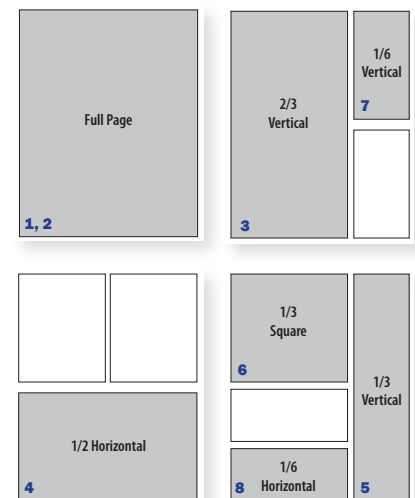 Full Page
1, 2
2/3
Vertical
3
1/6
Vertical
7
1/2 Horizontal
4
1/3
Square
6
1/6
Horizontal
8
1/3
Vertical
5